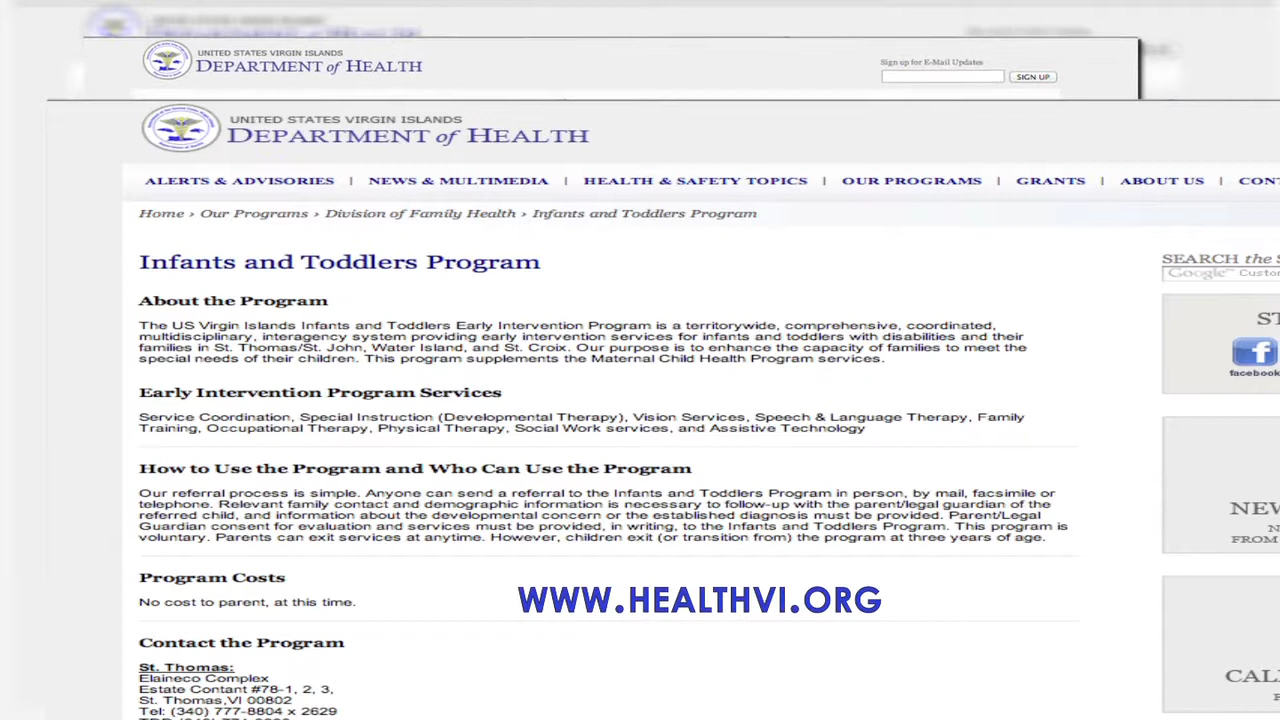 UNITED STATES VIRGIN ISLANDS
DEPARTMENT of HEALTH
Sign up for E-Mail Updates
SIGN UP
UNITED STATES VIRGIN ISLANDS
DEPARTMENT of HEALTH
ALERTS & ADVISORIES | NEWS & MULTIMEDIA | HEALTH & SAFETY TOPICS | OUR PROGRAMS | GRANTS | ABOUT US |
Home › Our Programs › Division of Family Health › Infants and Toddlers Program
SEARCH the
Google™
Infants and Toddlers Program
About the Program
The US Virgin Islands Infants and Toddlers Early Intervention Program is a territorywide, comprehensive, coordinated,
multidisciplinary, interagency system providing early intervention services for infants and toddlers with disabilities and their
families in St. Thomas/St. John, Water Island, and St. Croix. Our purpose is to enhance the capacity of families to meet the
special needs of their children. This program supplements the Maternal Child Health Program services.
facebook
Early Intervention Program Services
Service Coordination, Special Instruction (Developmental Therapy), Vision Services, Speech & Language Therapy, Family
Training, Occupational Therapy, Physical Therapy, Social Work services, and Assistive Technology
How to Use the Program and Who Can Use the Program
Our referral process is simple. Anyone can send a referral to the Infants and Toddlers Program in person, by mail, facsimile or
telephone. Relevant family contact and demographic information is necessary to follow-up with the parent/legal guardian of the
referred child, and information about the developmental concern or the established diagnosis must be provided. Parent/Legal
Guardian consent for evaluation and services must be provided, in writing, to the Infants and Toddlers Program. This program is
voluntary. Parents can exit services at anytime. However, children exit (or transition from) the program at three years of age.
FROM
Program Costs
No cost to parent, at this time.
WWW.HEALTHVI.ORG
Contact the Program
St. Thomas:
Elaineco Complex
Estate Contant #78-1, 2, 3,
St. Thomas,VI 00802
Tel: (340) 777-8804 x 2629